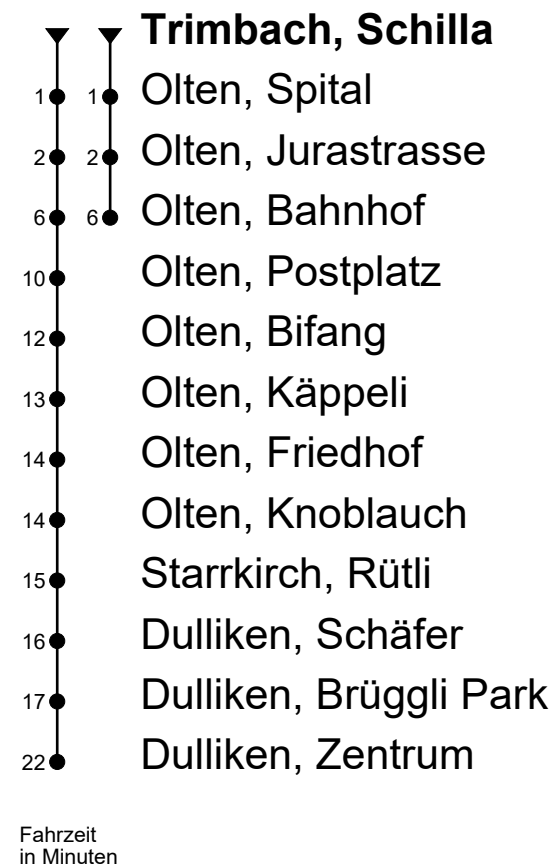 Trimbach, Schilla
1 1 Olten, Spital
2 2 Olten, Jurastrasse
6 6 Olten, Bahnhof
10 Olten, Postplatz
12 Olten, Bifang
13 Olten, Käppeli
14 Olten, Friedhof
14 Olten, Knoblauch
15 Starrkirch, Rütli
16 Dulliken, Schäfer
17 Dulliken, Brüggli Park
22 Dulliken, Zentrum
Fahrzeit
in Minuten